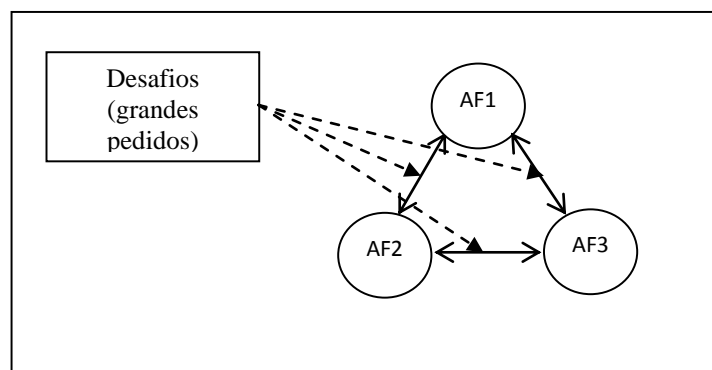 Desafios
(grandes
pedidos)
AF1
AF2
AF3